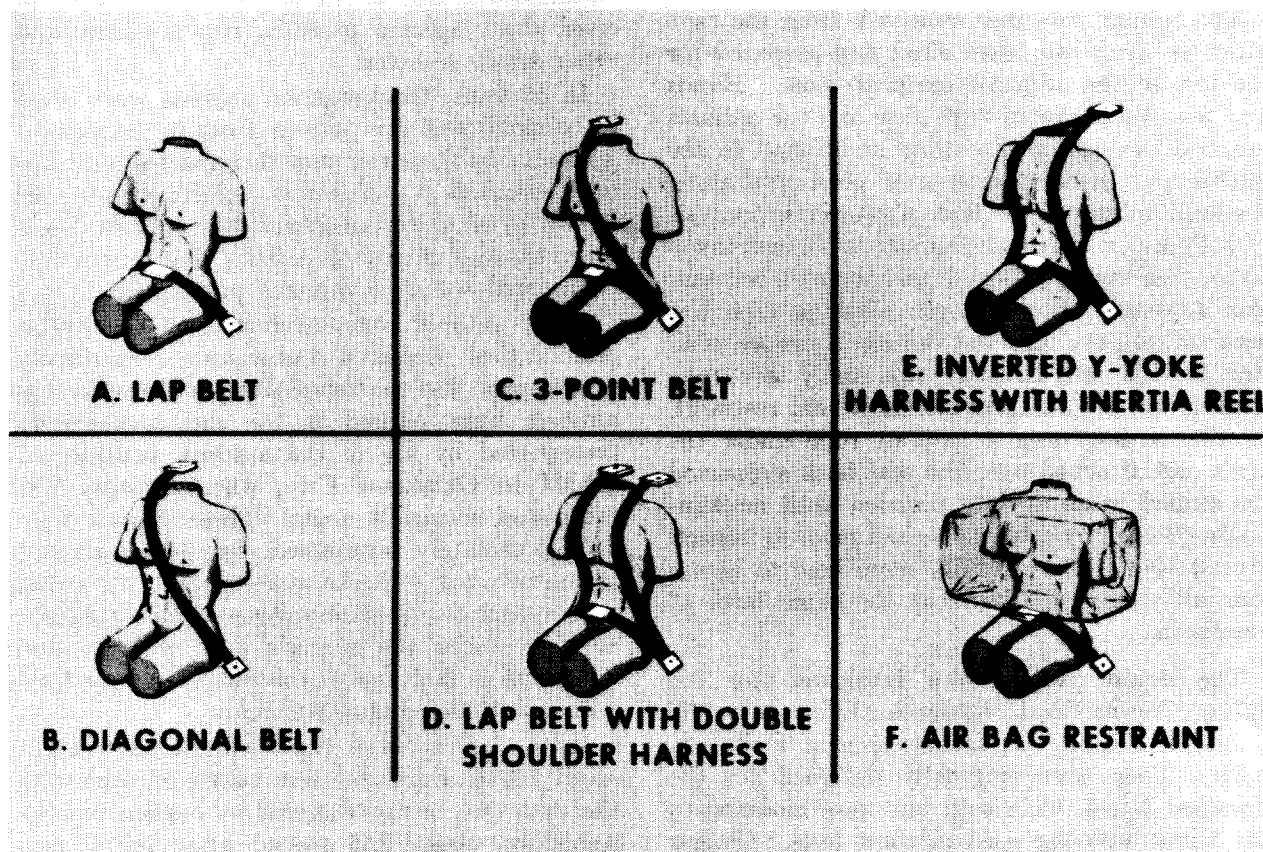 A. LAP BELT
C. 3-POINT BELT
E. INVERTED Y-YOKE
HARNESS WITH INERTIA REEL
B. DIAGONAL BELT
D. LAP BELT WITH DOUBLE
SHOULDER HARNESS
F. AIR BAG RESTRAINT